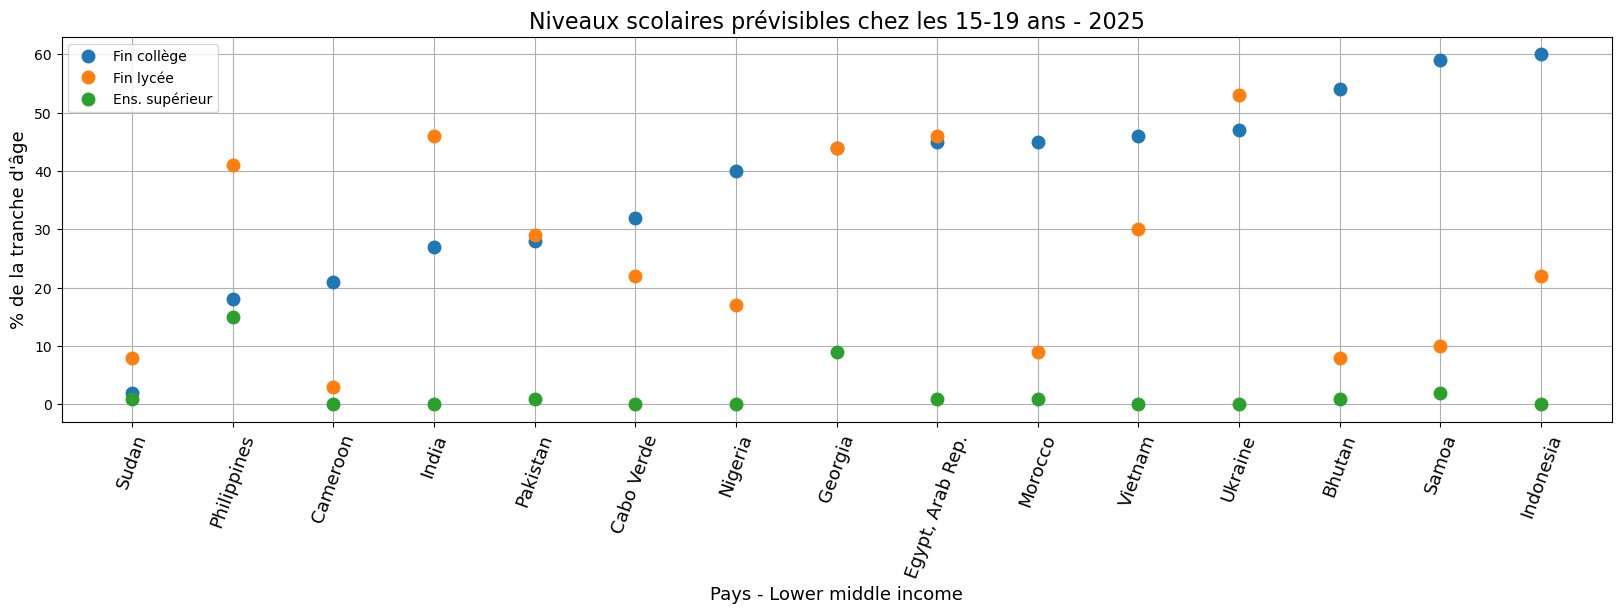 Niveaux scolaires prévisibles chez les 15-19 ans - 2025
Fin collège
Fin lycée
Ens. supérieur
% de la tranche d'âge
60
50
40
30
20
10
0
Sudan
Philippines
Cameroon
India
Pakistan
Cabo Verde
Nigeria
Georgia
Egypt, Arab Rep.
Morocco
Vietnam
Ukraine
Bhutan
Samoa
Indonesia
Pays - Lower middle income